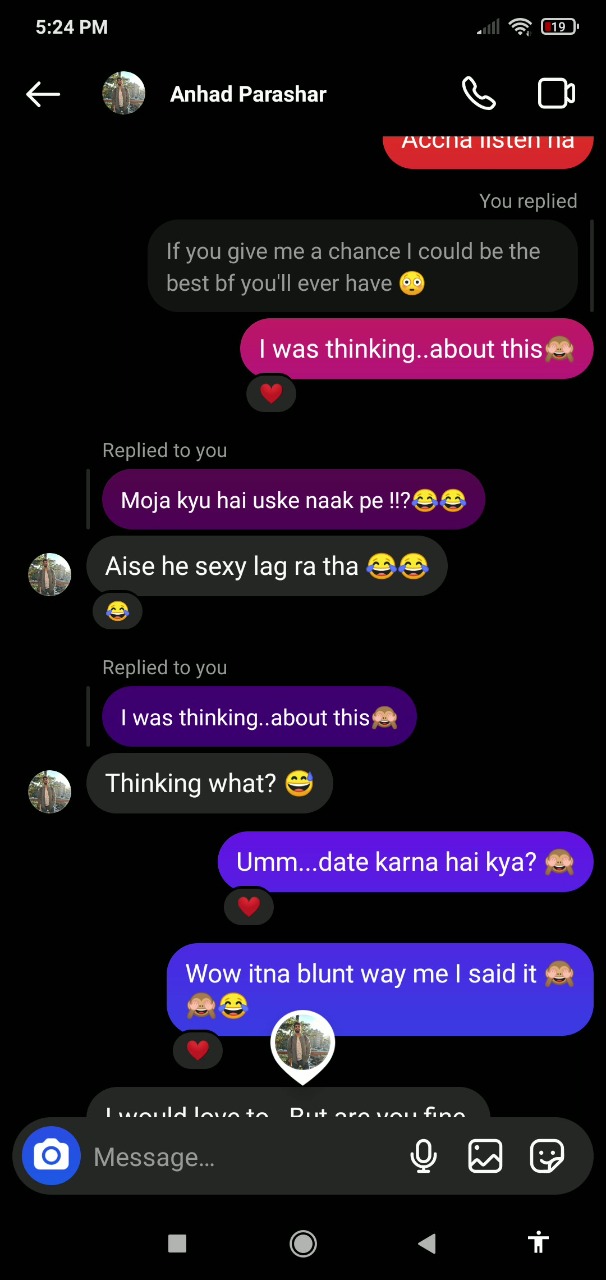 5:24 PM
19
Anhad Parashar
Accha listen na
You replied
If you give me a chance I could be the
best bf you'll ever have 😳
I was thinking..about this🙈
Replied to you
Moja kyu hai uske naak pe !!?😂😂
Aise he sexy lag ra tha 😂😂
Replied to you
I was thinking..about this🙈
Thinking what? 😅
Umm...date karna hai kya? 🙈
Wow itna blunt way me I said it 🙈
🙈😂
I would love to.. But are you fine
Message...